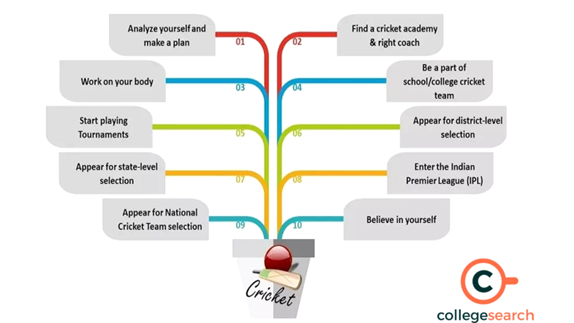 Analyze yourself and
make a plan
01
02
Find a cricket academy
& right coach
Work on your body
03
04
Be a part of
school/college cricket
team
Start playing
Tournaments
05
06
Appear for district-level
selection
Appear for state-level
selection
07
08
Enter the Indian
Premier League (IPL)
Appear for National
Cricket Team selection
09
10
Believe in yourself
Cricket
C
collegesearch